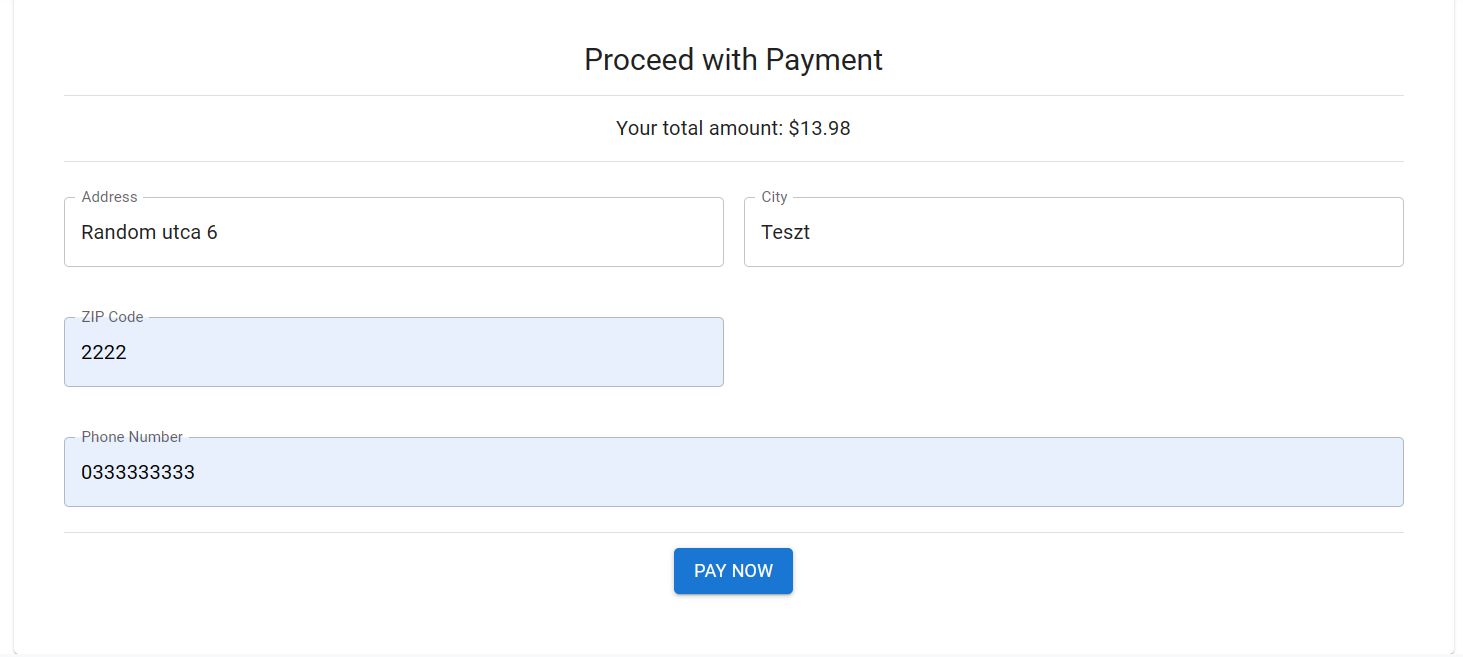 Proceed with Payment
Your total amount: $13.98
Address
Random utca 6
City
Teszt
ZIP Code
2222
Phone Number
0333333333
PAY NOW